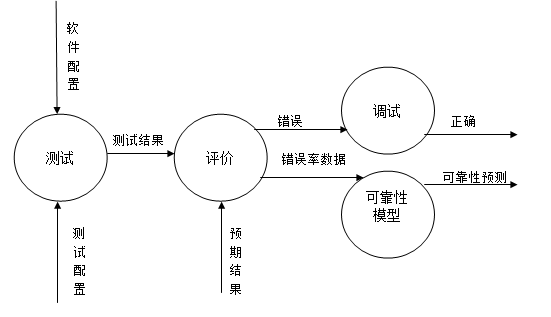 软件配置
测试
测试结果
评价
错误
调试
正确
错误率数据
可靠性
模型
可靠性预测
测试配置
预期结果